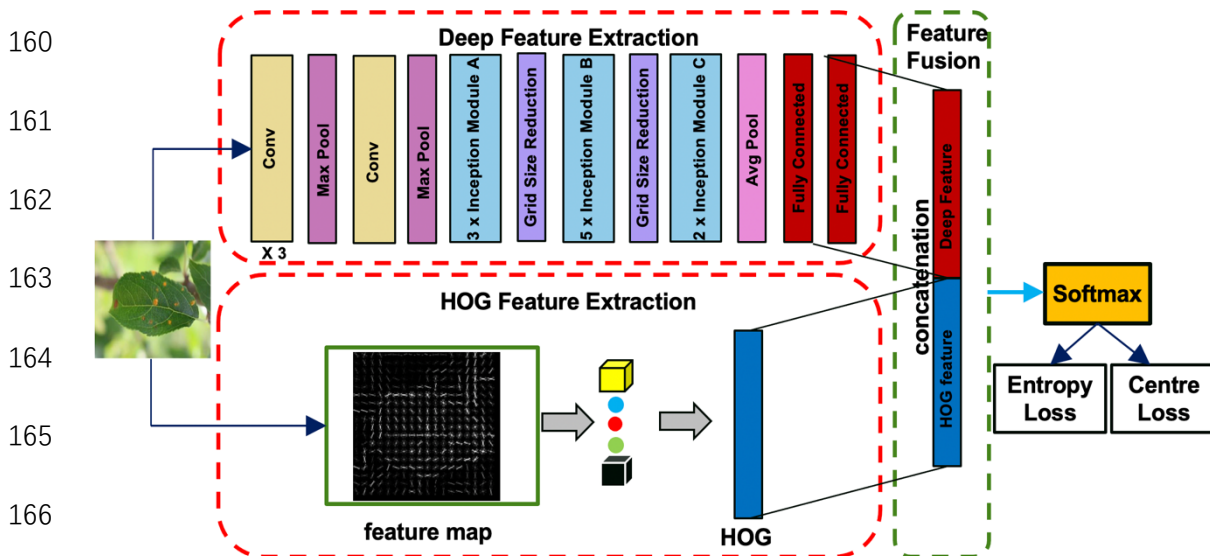 160
161
162
163
164
165
166
Deep Feature Extraction
Conv
X 3
Max Pool
Conv
Max Pool
3 x Inception Module A
Grid Size Reduction
5 x Inception Module B
Grid Size Reduction
2 x Inception Module C
Avg Pool
Fully Connected
Fully Connected
HOG Feature Extraction
feature map
HOG
Feature
Fusion
concatenation
Deep Feature
HOG feature
Softmax
Entropy
Loss
Centre
Loss